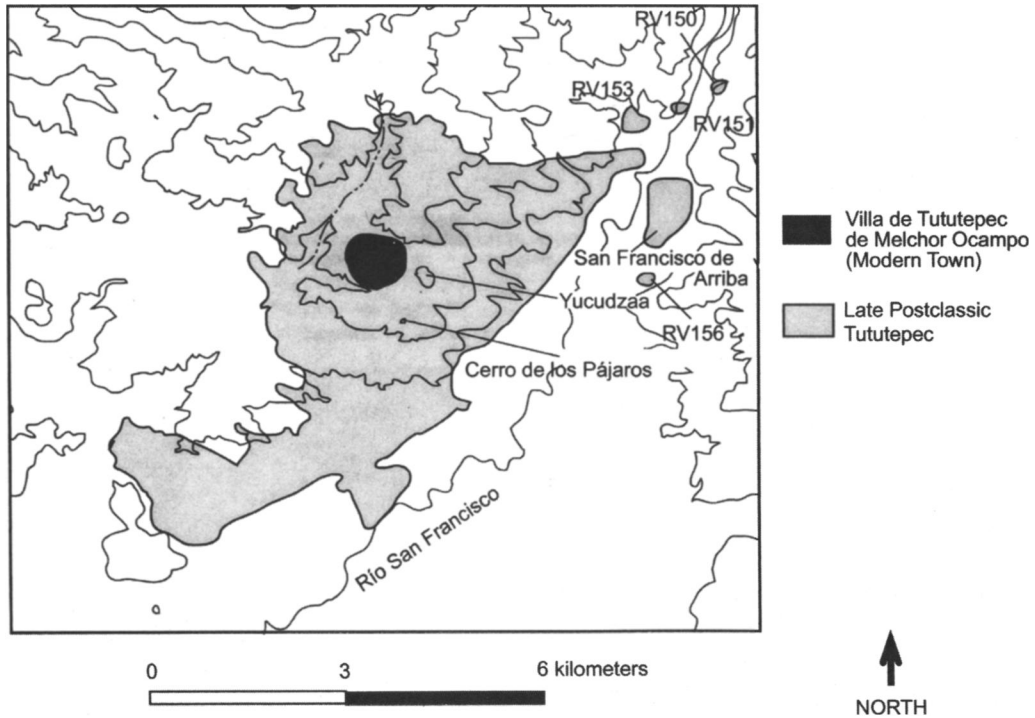 RV150
RV153
RV151
San Francisco de
Arriba
Yucudzaa
RV156
Cerro de los Pájaros
Río San Francisco
Villa de Tututepec
de Melchor Ocampo
(Modern Town)
Late Postclassic
Tututepec
0 3 6 kilometers
NORTH